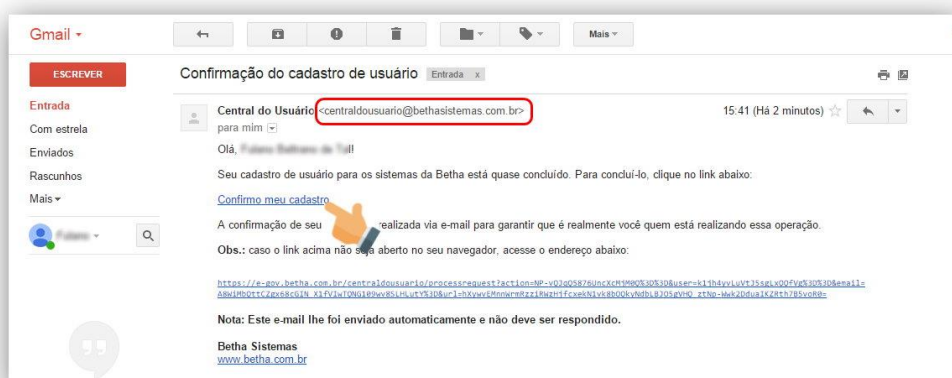 Gmail
Mais
ESCREVER
Confirmação do cadastro de usuário Entrada x
Entrada
Com estrela
Enviados
Rascunhos
Mais
Central do Usuário <centraldousuario@bethasistemas.com.br> 15:41 (Há 2 minutos)
para mim
Olá,
Seu cadastro de usuário para os sistemas da Betha está quase concluído. Para concluí-lo, clique no link abaixo:
Confirmo meu cadastro
A confirmação de seu realizada via e-mail para garantir que é realmente você quem está realizando essa operação.
Obs.: caso o link acima não seja aberto no seu navegador, acesse o endereço abaixo:
Nota: Este e-mail lhe foi enviado automaticamente e não deve ser respondido.
Betha Sistemas
www.betha.com.br